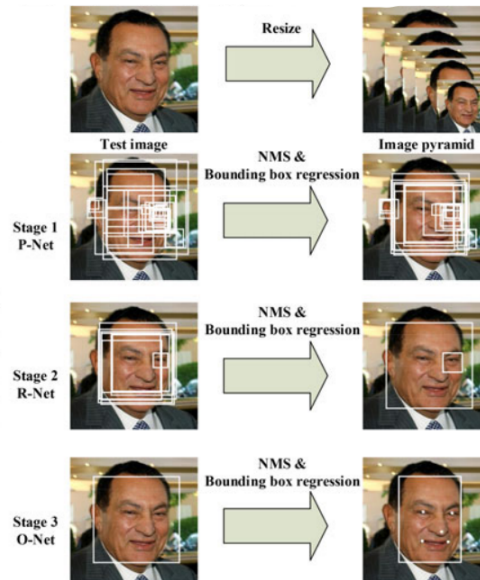 Resize
Test image
Image pyramid
NMS &
Bounding box regression
Stage 1
P-Net
NMS &
Bounding box regression
Stage 2
R-Net
NMS &
Bounding box regression
Stage 3
O-Net